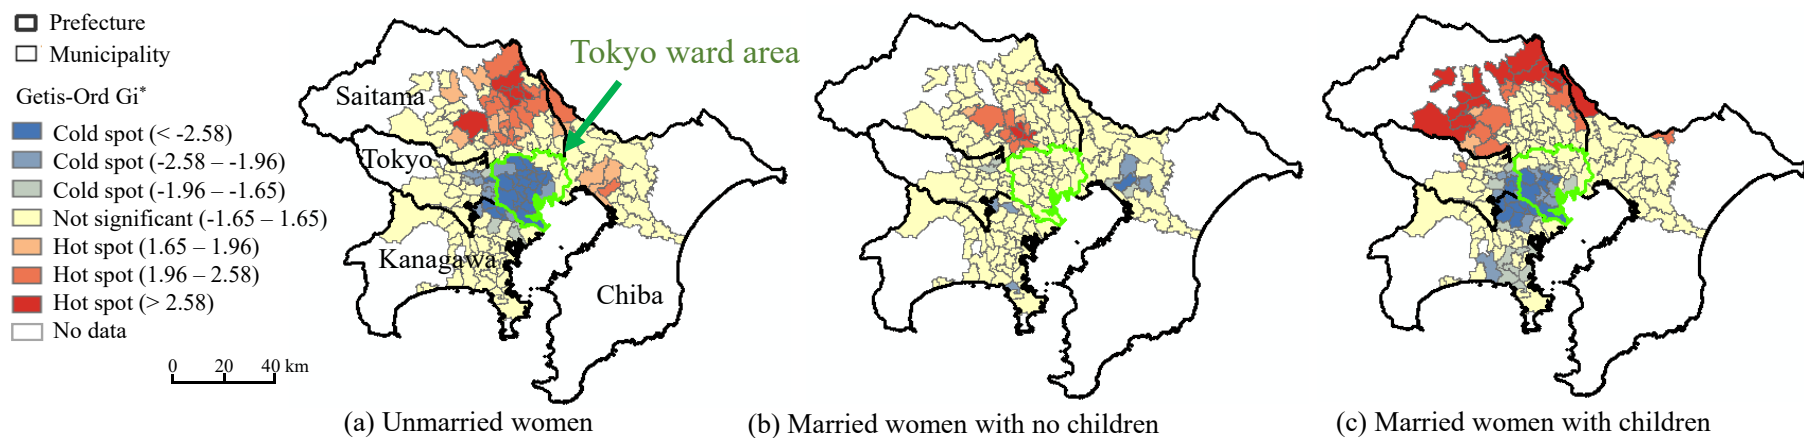 Prefecture
Municipality
Getis-Ord Gi*
Cold spot (< -2.58)
Cold spot (-2.58 – -1.96)
Cold spot (-1.96 – -1.65)
Not significant (-1.65 – 1.65)
Hot spot (1.65 – 1.96)
Hot spot (1.96 – 2.58)
Hot spot (> 2.58)
No data
0 20 40 km
Tokyo ward area
Saitama
Tokyo
Kanagawa
Chiba
(a) Unmarried women
(b) Married women with no children
(c) Married women with children